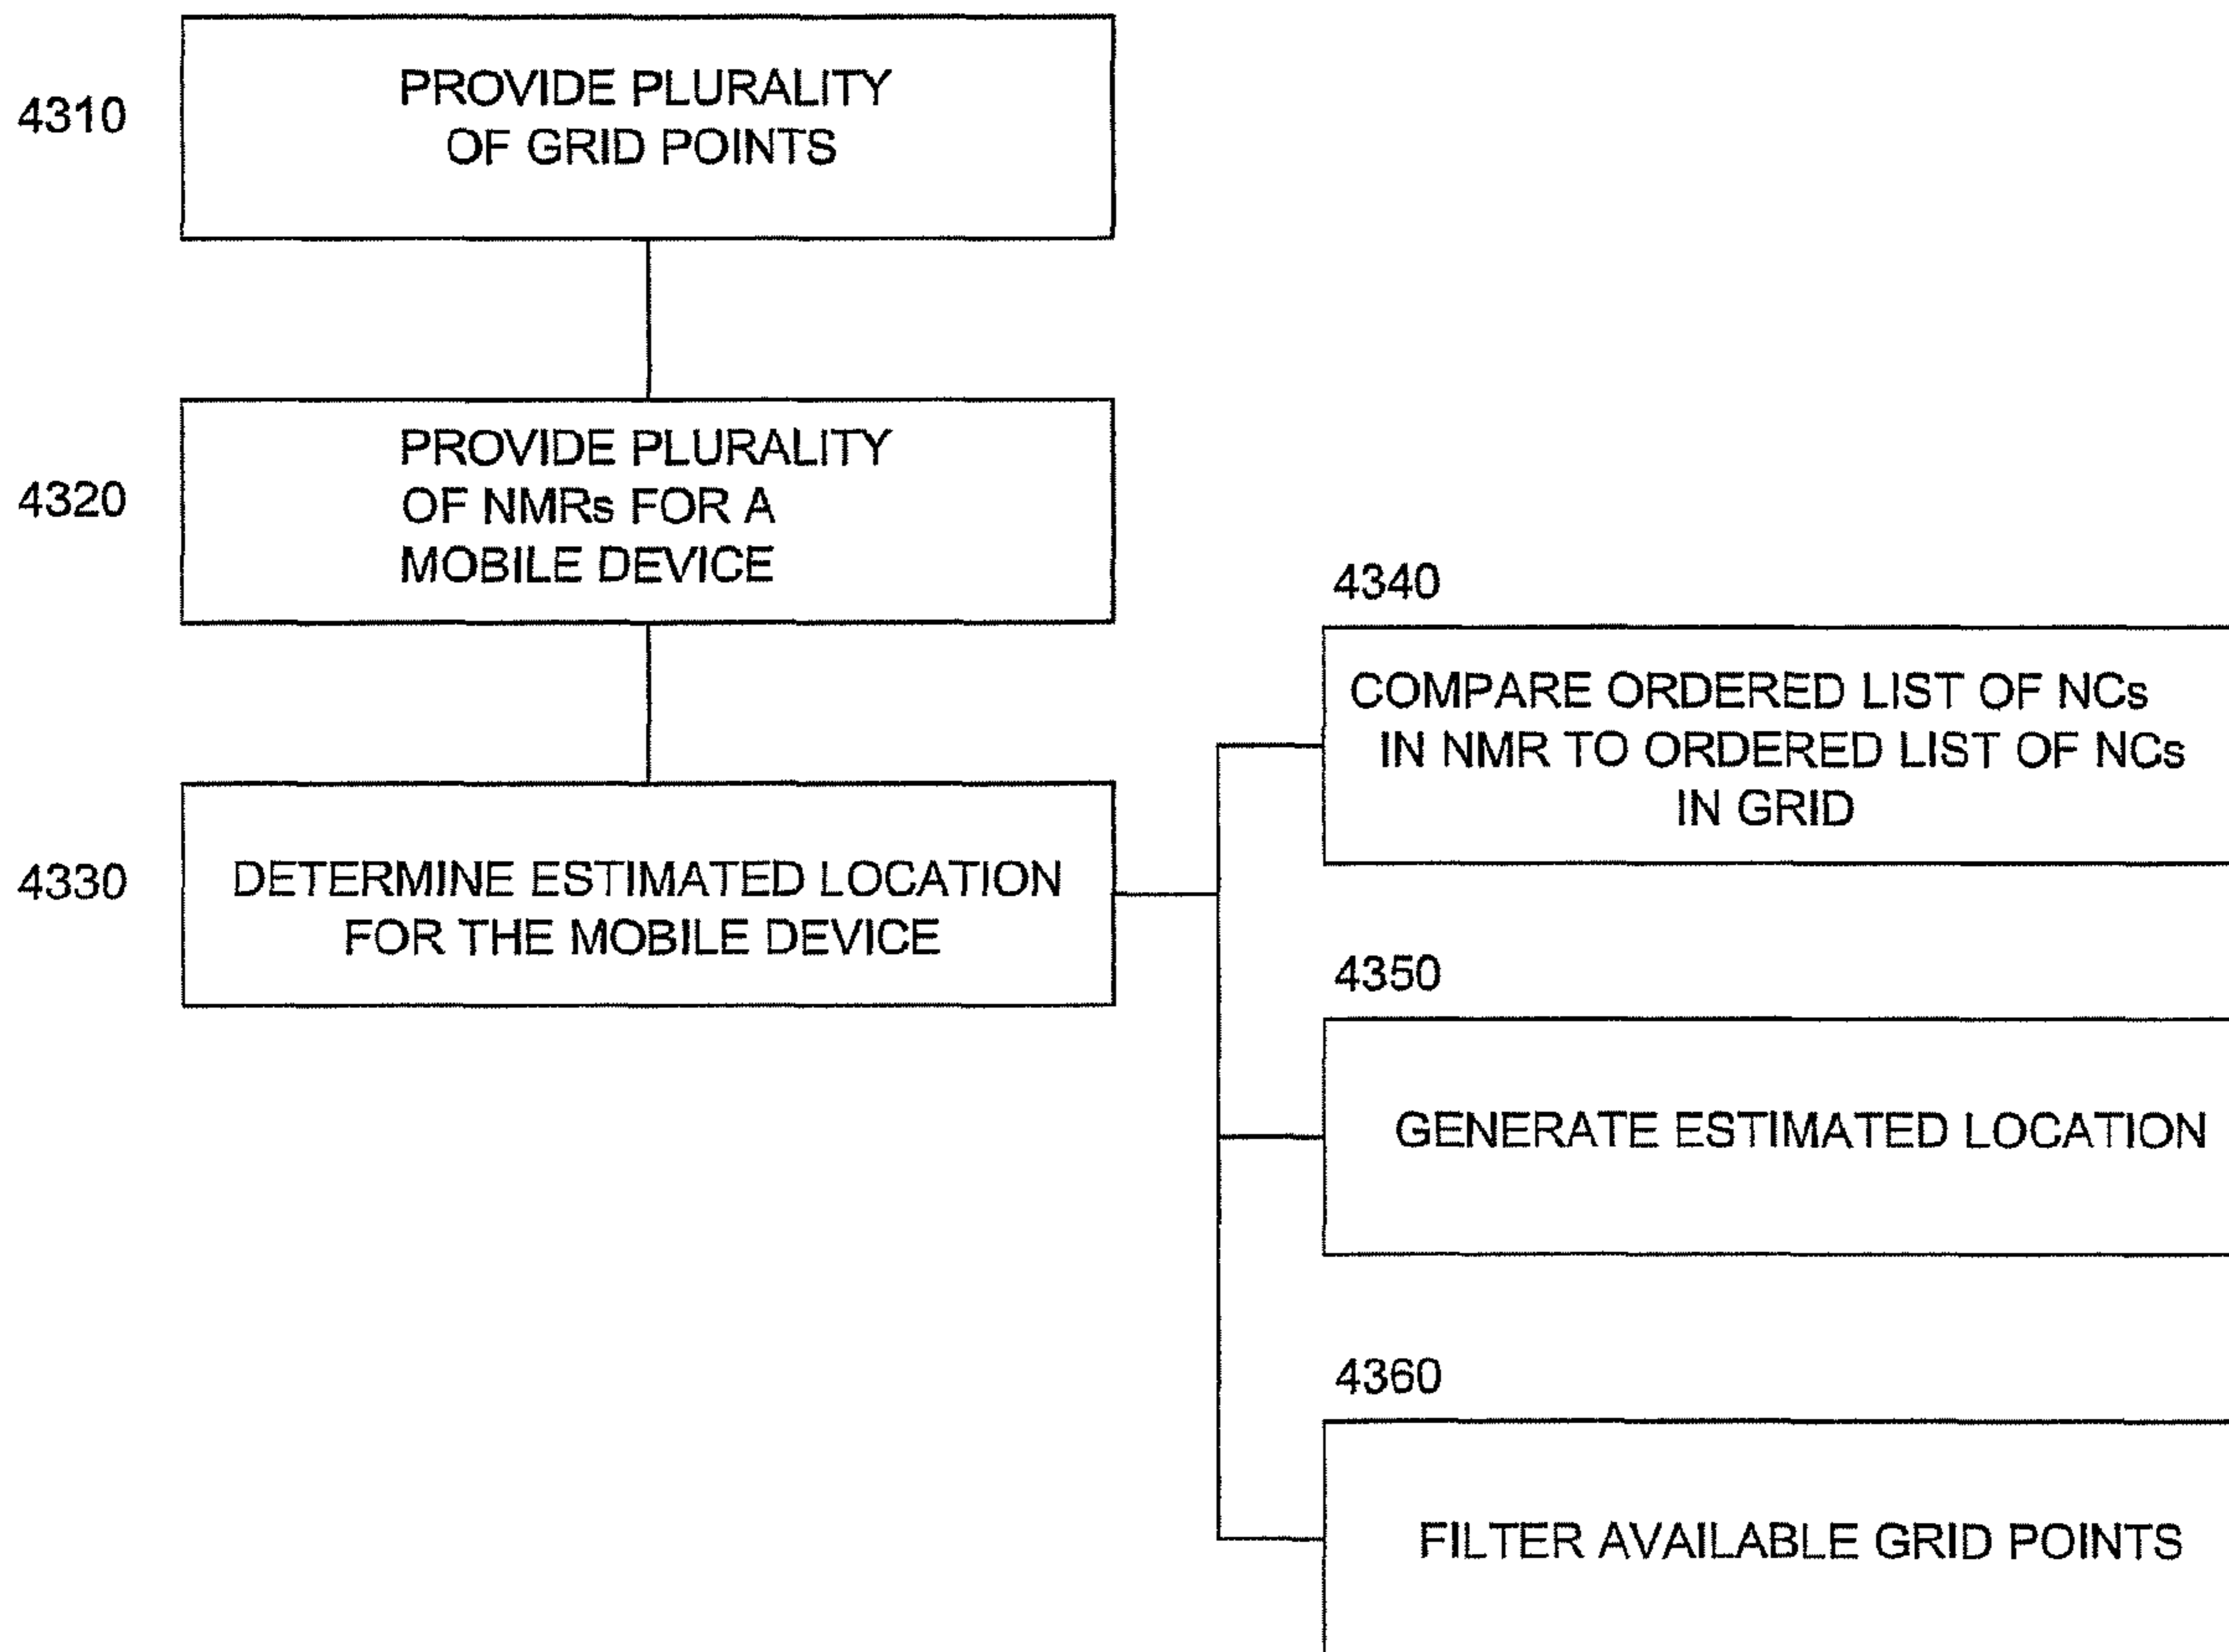 4310
PROVIDE PLURALITY
OF GRID POINTS
4320
PROVIDE PLURALITY
OF NMRs FOR A
MOBILE DEVICE
4330
DETERMINE ESTIMATED LOCATION
FOR THE MOBILE DEVICE
4340
COMPARE ORDERED LIST OF NCs
IN NMR TO ORDERED LIST OF NCs
IN GRID
4350
GENERATE ESTIMATED LOCATION
4360
FILTER AVAILABLE GRID POINTS